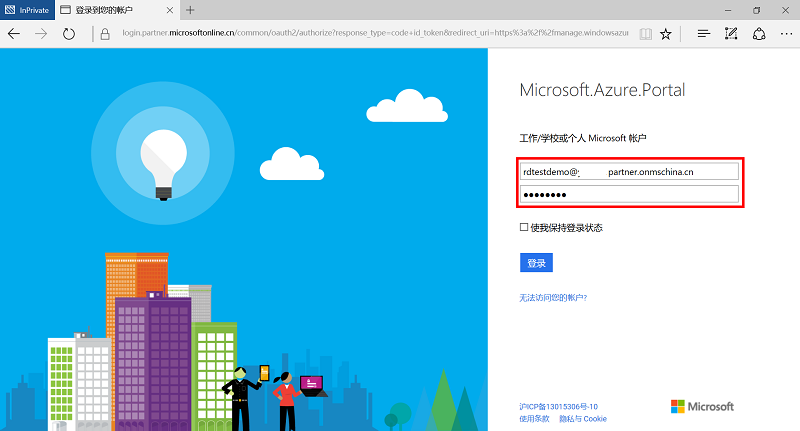 InPrivate
登录到您的帐户
login.partner.microsoftonline.cn/common/oauth2/authorize?response_type=code+id_token&redirect_uri=https%3a%2f%2fmanage.windowsazur
Microsoft.Azure.Portal
工作/学校或个人 Microsoft 帐户
rdtestdemo@ partner.onmschina.cn
●●●●●●●●
使我保持登录状态
登录
无法访问您的帐户?
沪ICP备13015306号-10
使用条款 隐私与 Cookie
Microsoft